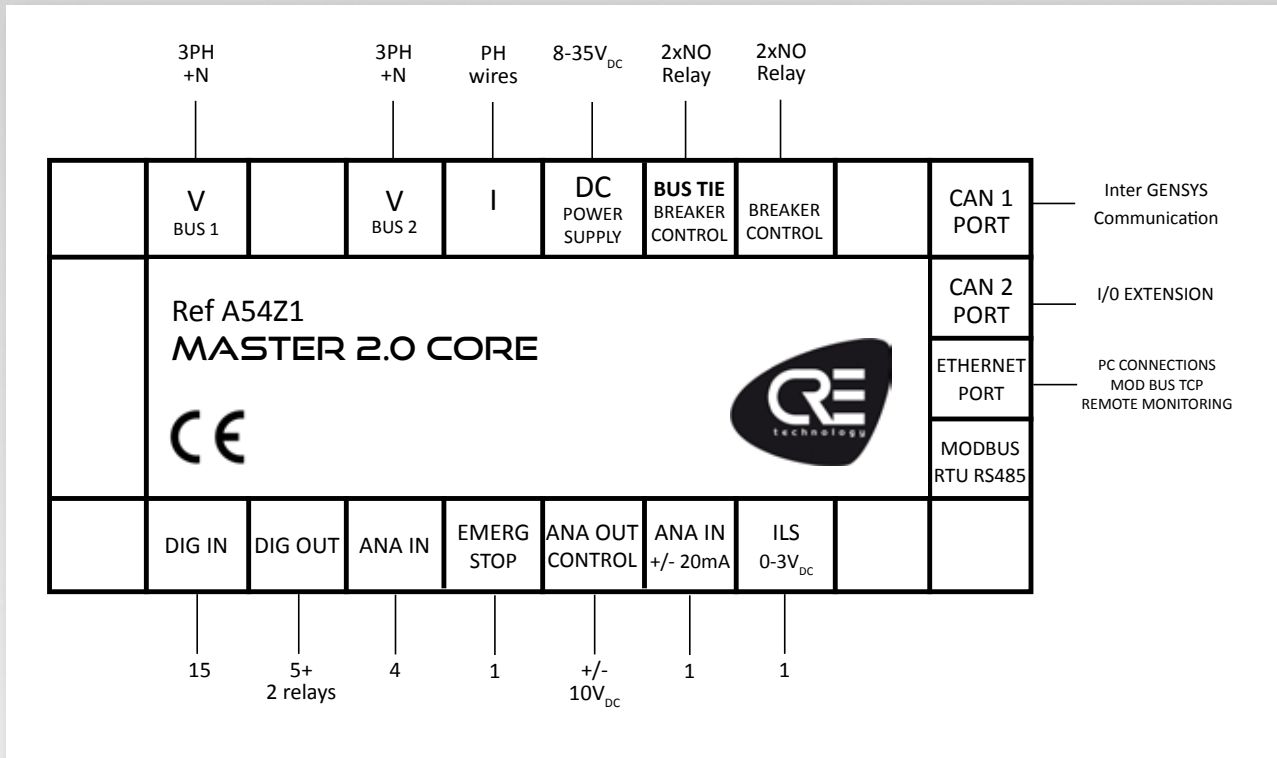 3PH
+N
3PH
+N
PH
wires
8-35VDC
2xNO
Relay
2xNO
Relay
V
BUS 1
V
BUS 2
I
DC
POWER
SUPPLY
BUS TIE
BREAKER
CONTROL
BREAKER
CONTROL
CAN 1
PORT
Inter GENSYS
Communication
CAN 2
PORT
I/0 EXTENSION
Ref A54Z1
MASTER 2.0 CORE
CE
CRE
technology
ETHERNET
PORT
PC CONNECTIONS
MOD BUS TCP
REMOTE MONITORING
MODBUS
RTU RS485
DIG IN
DIG OUT
ANA IN
EMERG
STOP
ANA OUT
CONTROL
ANA IN
+/- 20mA
ILS
0-3VDC
15
5+
2 relays
4
1
+/-
10VDC
1
1